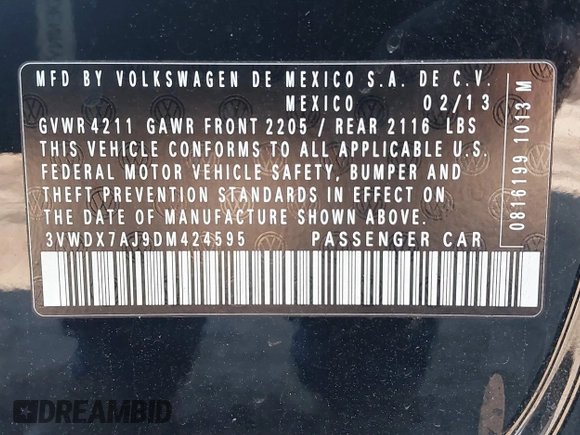 MFD BY VOLKSWAGEN DE MEXICO S.A. DE C.V.
MEXICO 02/13
GVWR 4211 GAWR FRONT 2205 / REAR 2116 LBS
THIS VEHICLE CONFORMS TO ALL APPLICABLE U.S.
FEDERAL MOTOR VEHICLE SAFETY, BUMPER AND
THEFT PREVENTION STANDARDS IN EFFECT ON
THE DATE OF MANUFACTURE SHOWN ABOVE.
3VWDX7AJ9DM424595 PASSENGER CAR
0816199 1013 M
DREAMBID